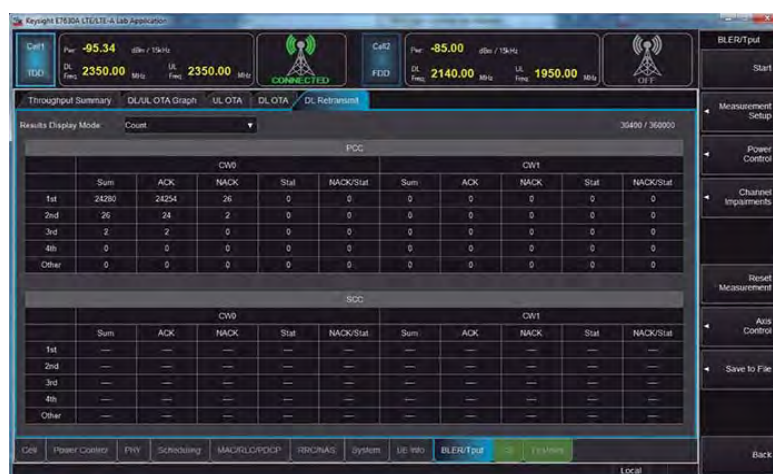 Keysight E7630A LTE/LTE-A Lab Application
Cell1 TDD
Pwr -95.34 dBm / 15kHz
DL Freq 2350.00 MHz UL Freq 2350.00 MHz
CONNECTED
Cell2 FDD
Pwr -85.00 dBm / 15kHz
DL Freq 2140.00 MHz UL Freq 1950.00 MHz
OFF
BLER/Tput
Start
Measurement Setup
Power Control
Channel Impairments
Reset Measurement
Axis Control
Save to File
Back
Throughput Summary DL/UL OTA Graph UL OTA DL OTA DL Retransmit
Results Display Mode Count 30400 / 360000
PCC
CW0 CW1
Sum ACK NACK Stat NACK/Stat Sum ACK NACK Stat NACK/Stat
1st 24280 24254 26 0 0 0 0 0 0 0
2nd 26 24 2 0 0 0 0 0 0 0
3rd 2 2 0 0 0 0 0 0 0 0
4th 0 0 0 0 0 0 0 0 0 0
Other 0 0 0 0 0 0 0 0 0 0
SCC
CW0 CW1
Sum ACK NACK Stat NACK/Stat Sum ACK NACK Stat NACK/Stat
1st — — — — — — — — — —
2nd — — — — — — — — — —
3rd — — — — — — — — — —
4th — — — — — — — — — —
Other — — — — — — — — — —
Cell Power Control PHY Scheduling MAC/RLC/PDCP RRC/NAS System UE Info BLER/Tput
Local